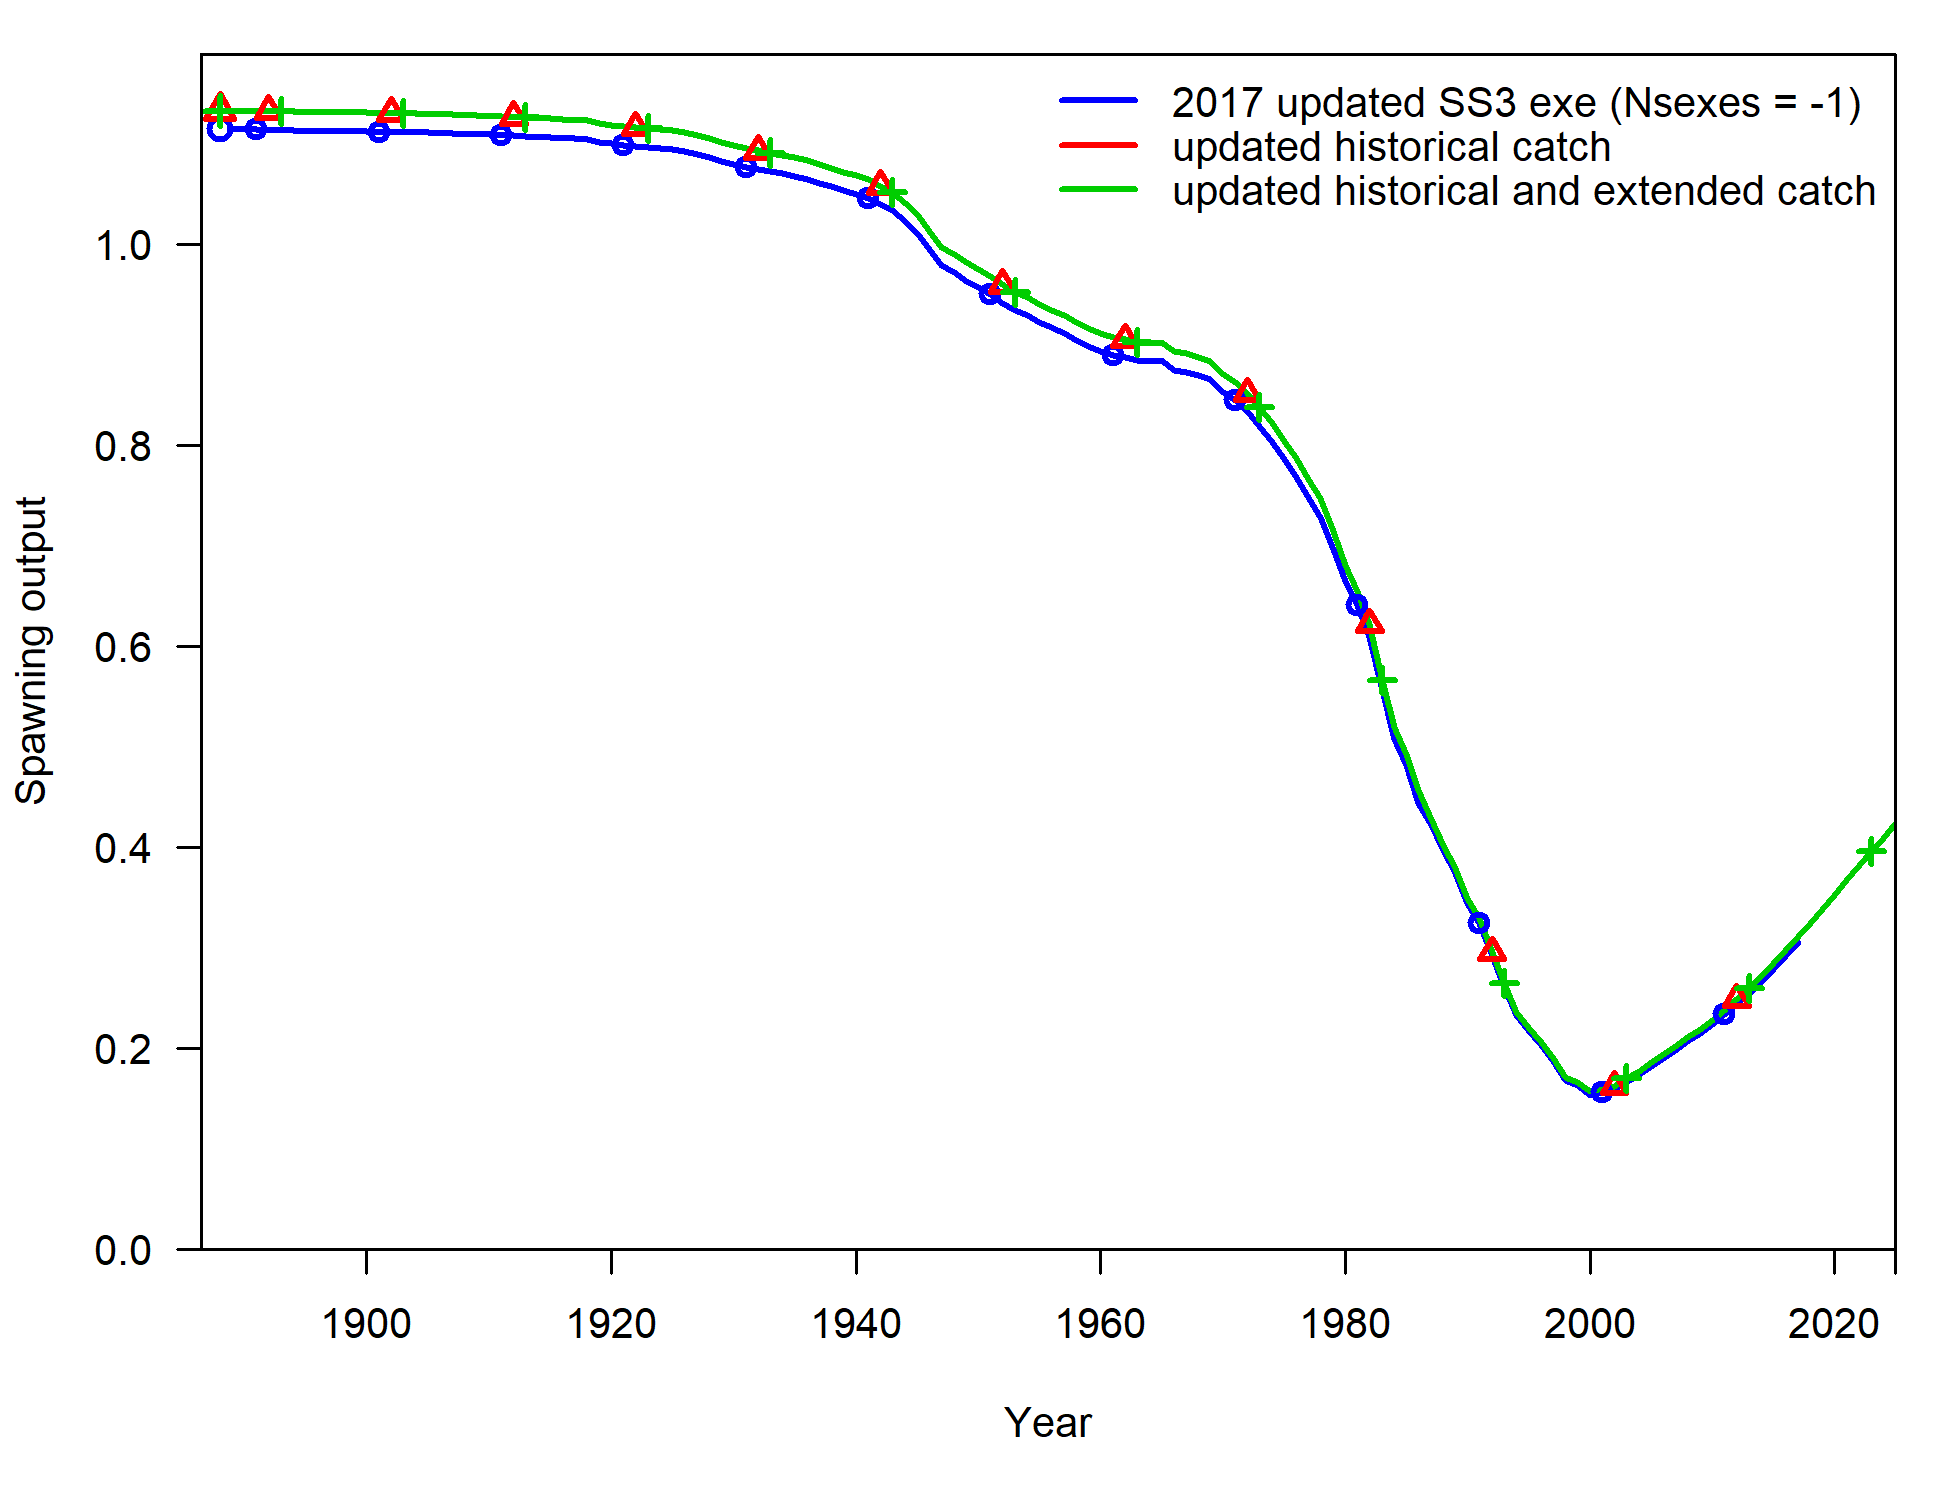 2017 updated SS3 exe (Nsexes = -1)
updated historical catch
updated historical and extended catch
Spawning output
1.0
0.8
0.6
0.4
0.2
0.0
1900 1920 1940 1960 1980 2000 2020
Year